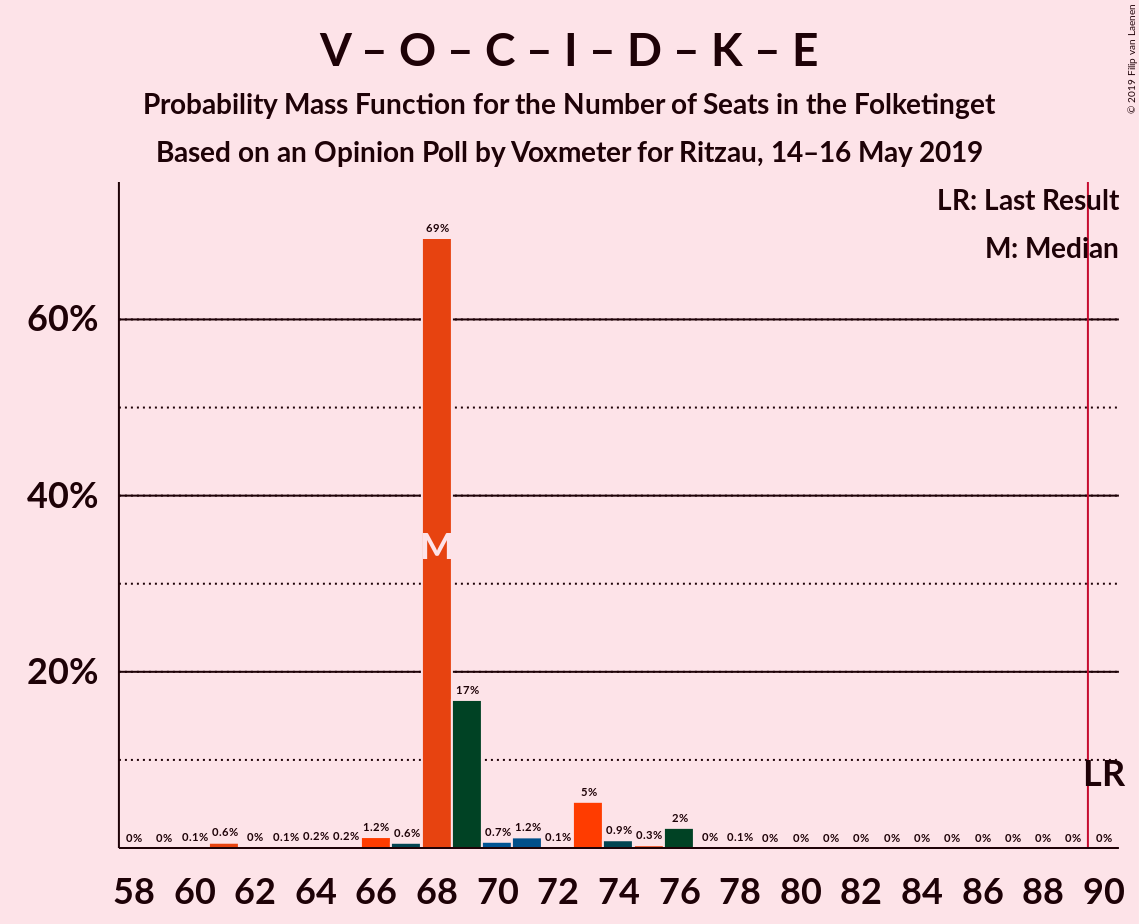 V – O – C – I – D – K – E
Probability Mass Function for the Number of Seats in the Folketinget
Based on an Opinion Poll by Voxmeter for Ritzau, 14–16 May 2019
© 2019 Filip van Laenen
LR: Last Result
M: Median
60%
40%
20%
69%
M
17%
LR
0% 0% 0.1% 0.6% 0% 0.1% 0.2% 0.2% 1.2% 0.6% 0.7% 1.2% 0.1% 5% 0.9% 0.3% 2% 0% 0.1% 0% 0% 0% 0% 0% 0% 0% 0% 0% 0% 0% 0%
58 60 62 64 66 68 70 72 74 76 78 80 82 84 86 88 90